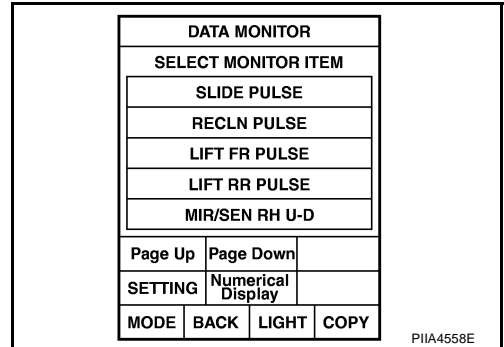 DATA MONITOR
SELECT MONITOR ITEM
SLIDE PULSE
RECLN PULSE
LIFT FR PULSE
LIFT RR PULSE
MIR/SEN RH U-D
Page Up Page Down
SETTING Numerical Display
MODE BACK LIGHT COPY
PIIA4558E